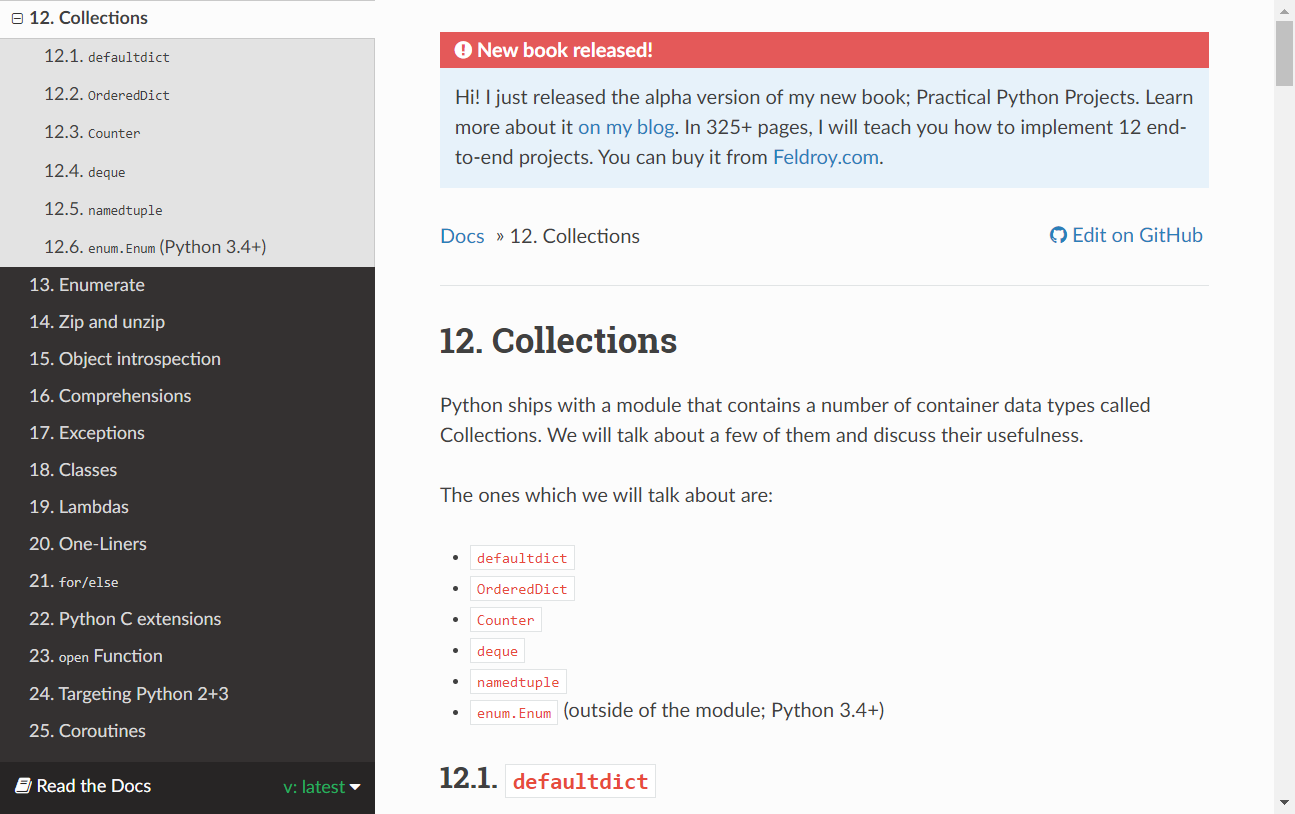 12. Collections
12.1. defaultdict
12.2. OrderedDict
12.3. Counter
12.4. deque
12.5. namedtuple
12.6. enum.Enum (Python 3.4+)
13. Enumerate
14. Zip and unzip
15. Object introspection
16. Comprehensions
17. Exceptions
18. Classes
19. Lambdas
20. One-Liners
21. for/else
22. Python C extensions
23. open Function
24. Targeting Python 2+3
25. Coroutines
Read the Docs
v: latest
New book released!
Hi! I just released the alpha version of my new book; Practical Python Projects. Learn
more about it on my blog. In 325+ pages, I will teach you how to implement 12 end-
to-end projects. You can buy it from Feldroy.com.
Docs » 12. Collections
Edit on GitHub
12. Collections
Python ships with a module that contains a number of container data types called
Collections. We will talk about a few of them and discuss their usefulness.
The ones which we will talk about are:
• defaultdict
• OrderedDict
• Counter
• deque
• namedtuple
• enum.Enum (outside of the module; Python 3.4+)
12.1. defaultdict